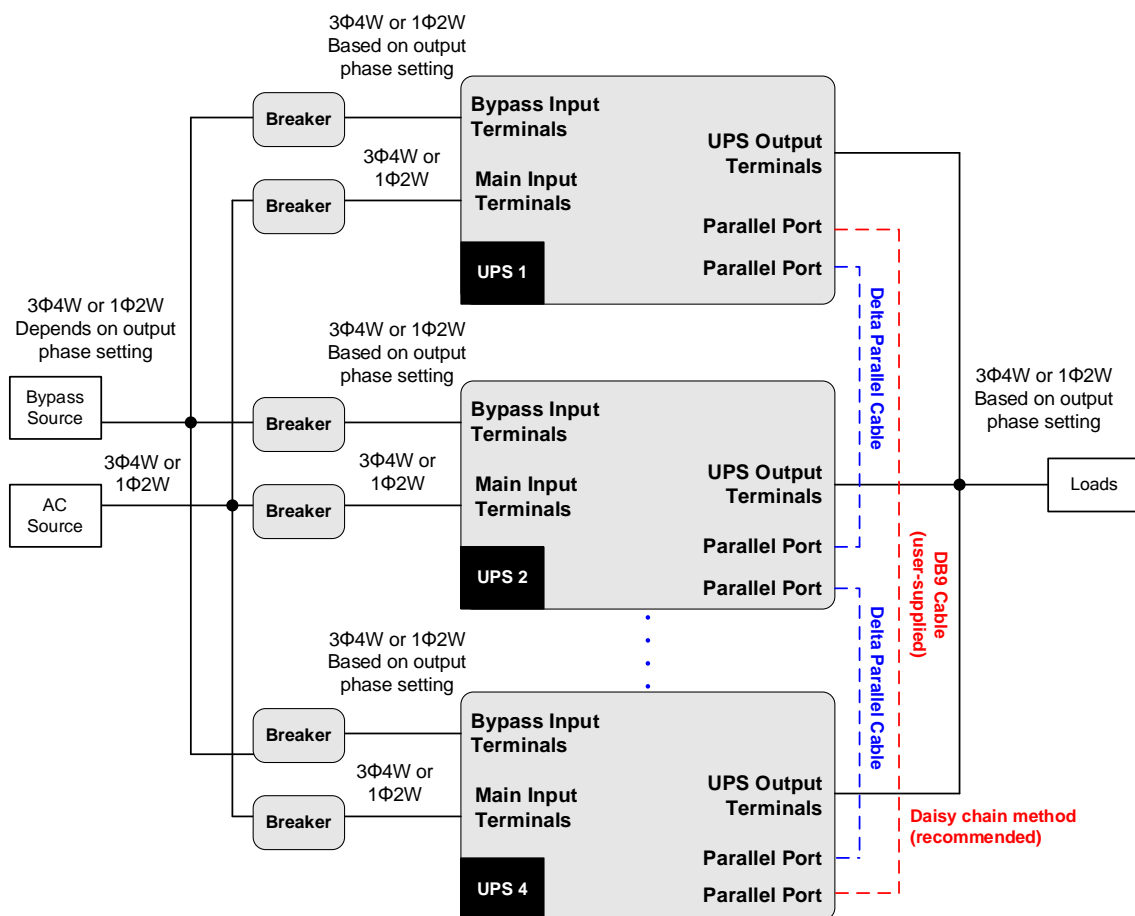 3Φ4W or 1Φ2W
Based on output
phase setting
Breaker
Bypass Input
Terminals
UPS Output
Terminals
3Φ4W or
1Φ2W
Breaker
Main Input
Terminals
Parallel Port
Parallel Port
UPS 1
3Φ4W or 1Φ2W
Depends on output
phase setting
3Φ4W or 1Φ2W
Based on output
phase setting
Delta Parallel Cable
3Φ4W or 1Φ2W
Based on output
phase setting
Bypass
Source
Breaker
Bypass Input
Terminals
3Φ4W or
1Φ2W
3Φ4W or
1Φ2W
UPS Output
Terminals
Loads
AC
Source
Breaker
Main Input
Terminals
Parallel Port
Parallel Port
UPS 2
DB9 Cable
(user-supplied)
Delta Parallel Cable
3Φ4W or 1Φ2W
Based on output
phase setting
Breaker
Bypass Input
Terminals
3Φ4W or
1Φ2W
UPS Output
Terminals
Breaker
Main Input
Terminals
Daisy chain method
(recommended)
Parallel Port
Parallel Port
UPS 4